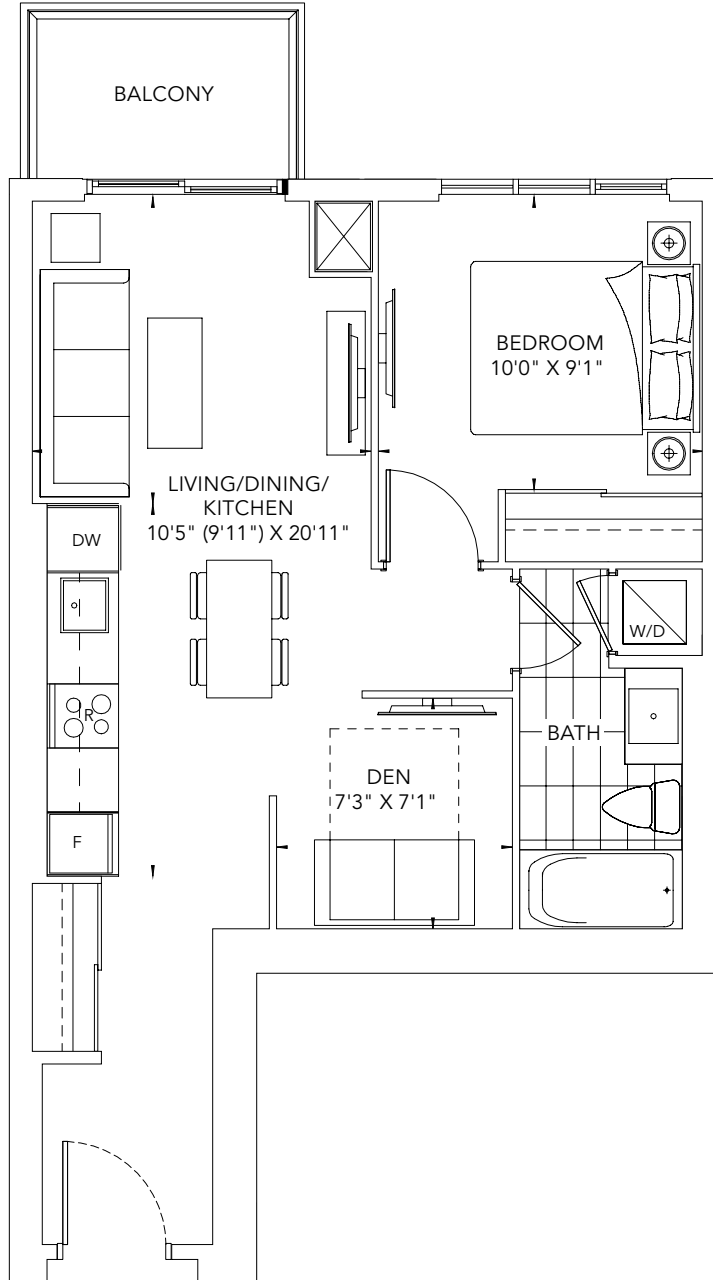 BALCONY
BEDROOM
10'0" X 9'1"
LIVING/DINING/
KITCHEN
10'5" (9'11") X 20'11"
DW
W/D
R
BATH
DEN
7'3" X 7'1"
F